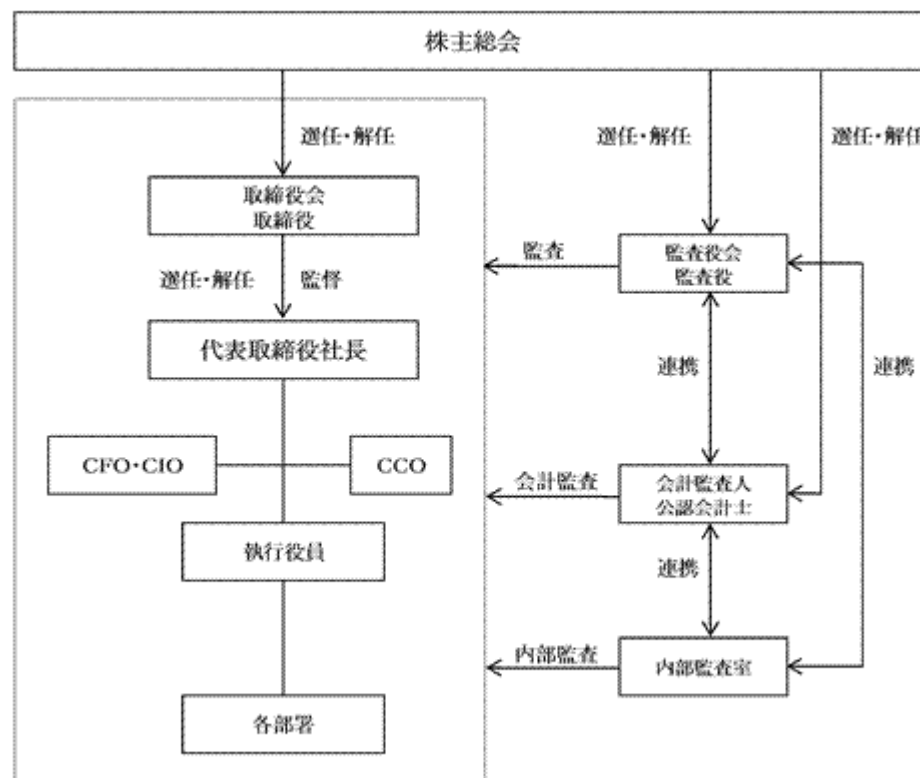 株主総会
選任・解任
選任・解任
選任・解任
取締役会
取締役
監査
監査役会
監査役
選任・解任
監督
代表取締役社長
連携
連携
CFO・CIO
CCO
会計監査
会計監査人
公認会計士
執行役員
連携
内部監査
内部監査室
各部署